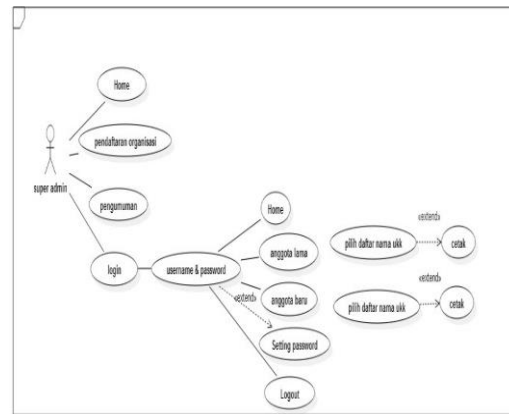 Home
pendaftaran organisasi
super admin
pengumuman
login
username & password
Home
anggota lama
«extend»
anggota baru
Setting password
Logout
«extend»
pilih daftar nama ukk
cetak
«extend»
pilih daftar nama ukk
cetak